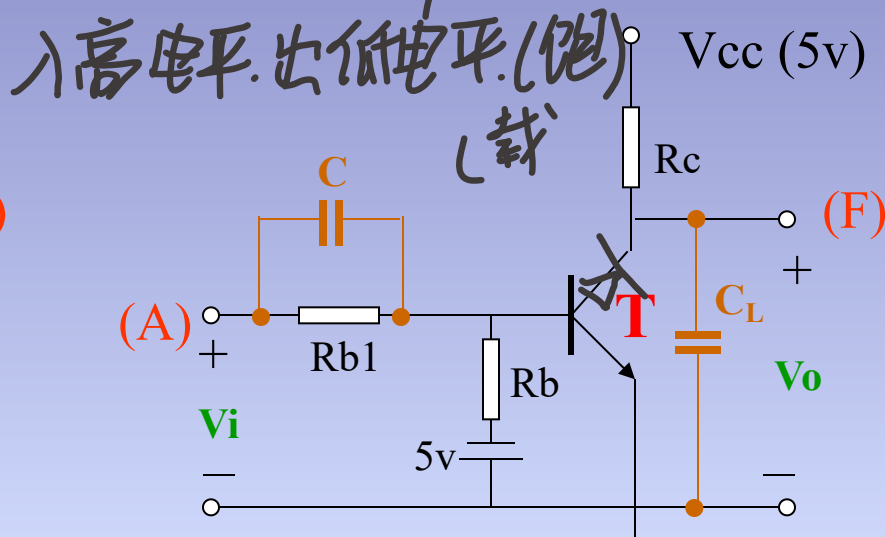 入高电平.出低电平.(饱)
(截
Vcc (5v)
Rc
C
)
(F)
+
(A)
+
Rb1
T
CL
Rb
Vo
Vi
5v
—
—